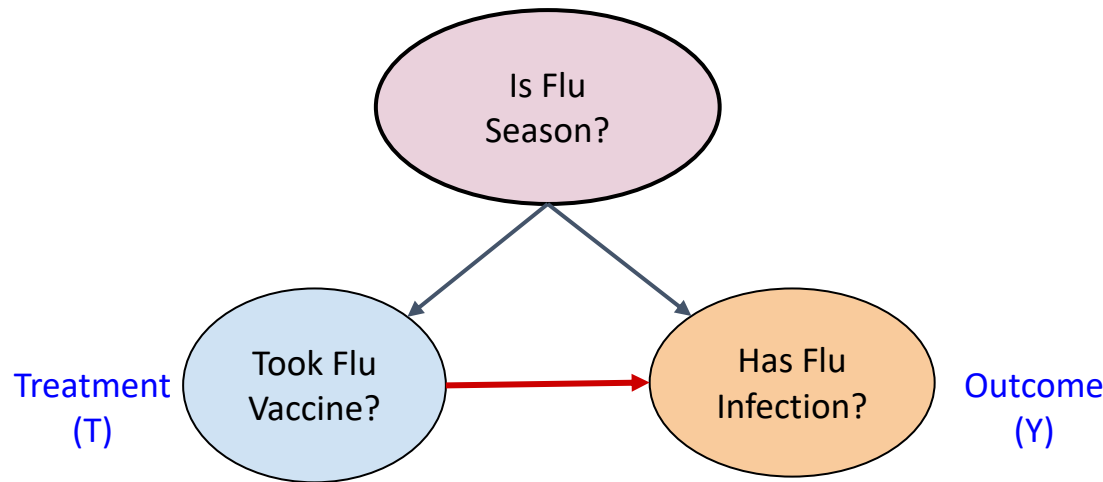 Is Flu
Season?
Treatment
(T)
Took Flu
Vaccine?
Has Flu
Infection?
Outcome
(Y)